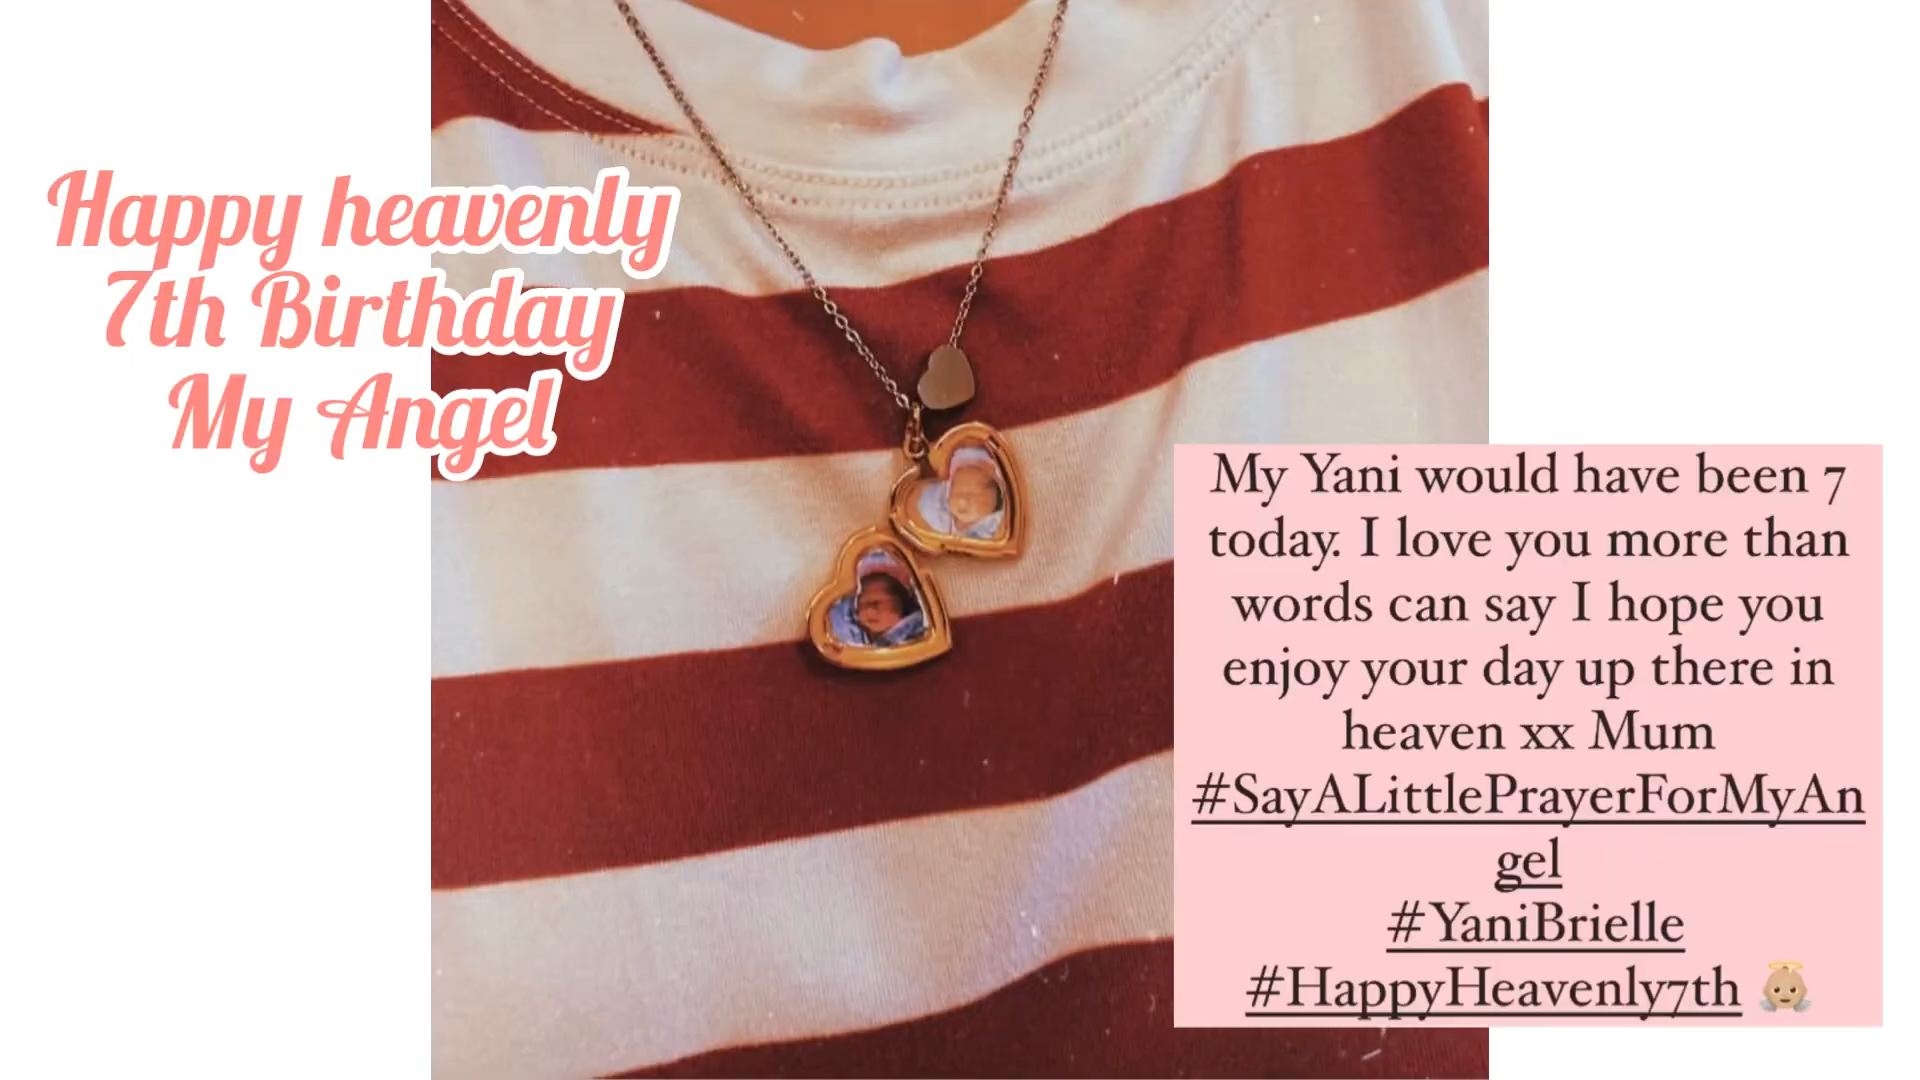 Happy heavenly
7th Birthday
My Angel
My Yani would have been 7
today. I love you more than
words can say I hope you
enjoy your day up there in
heaven xx Mum
#SayALittlePrayerForMyAn
gel
#YaniBrielle
#HappyHeavenly7th 👼🏼